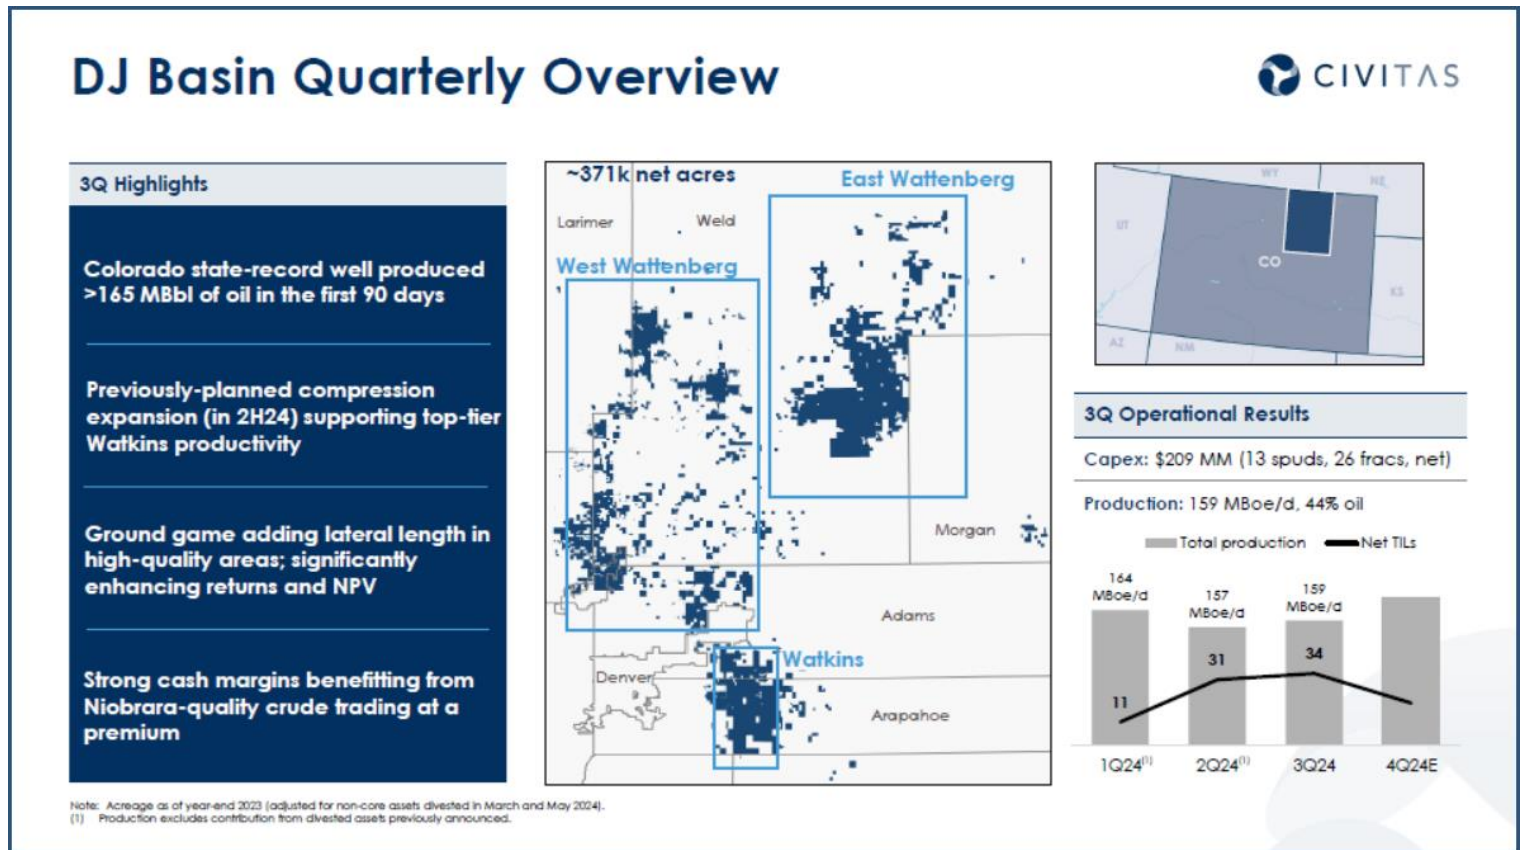 DJ Basin Quarterly Overview
CIVITAS
3Q Highlights
Colorado state-record well produced
>165 MBbl of oil in the first 90 days
Previously-planned compression
expansion (in 2H24) supporting top-tier
Watkins productivity
Ground game adding lateral length in
high-quality areas; significantly
enhancing returns and NPV
Strong cash margins benefitting from
Niobrara-quality crude trading at a
premium
~371k net acres
East Wattenberg
Larimer
Weld
West Wattenberg
Morgan
Adams
Watkins
Denver
Arapahoe
WY
NE
UT
CO
KS
AZ
NM
3Q Operational Results
Capex: $209 MM (13 spuds, 26 fracs, net)
Production: 159 MBoe/d, 44% oil
Total production
Net TILs
164
MBoe/d
157
MBoe/d
159
MBoe/d
11
31
34
1Q24(1)
2Q24(1)
3Q24
4Q24E
Note: Acreage as of year-end 2023 (adjusted for non-core assets divested in March and May 2024).
(1) Production excludes contribution from divested assets previously announced.